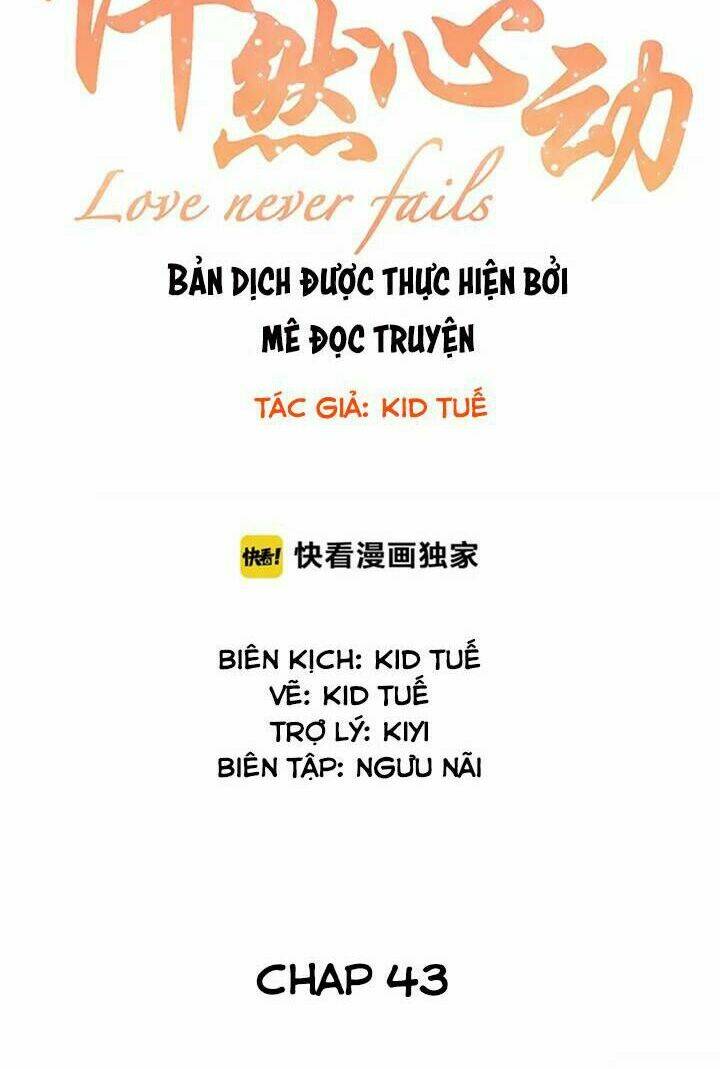 怦然心动
Love never fails
BẢN DỊCH ĐƯỢC THỰC HIỆN BỞI
MÊ ĐỌC TRUYỆN
TÁC GIẢ: KID TUẾ
快看! 快看漫画独家
BIÊN KỊCH: KID TUẾ
VẼ: KID TUẾ
TRỢ LÝ: KIYI
BIÊN TẬP: NGƯU NÃI
CHAP 43